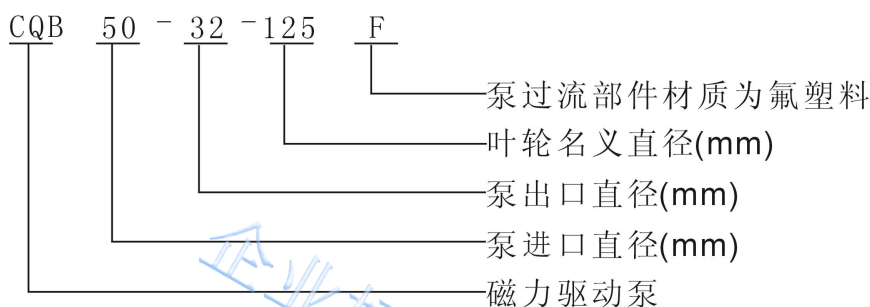 CQB 50-32-125 F
泵过流部件材质为氟塑料
叶轮名义直径(mm)
泵出口直径(mm)
泵进口直径(mm)
磁力驱动泵
企业